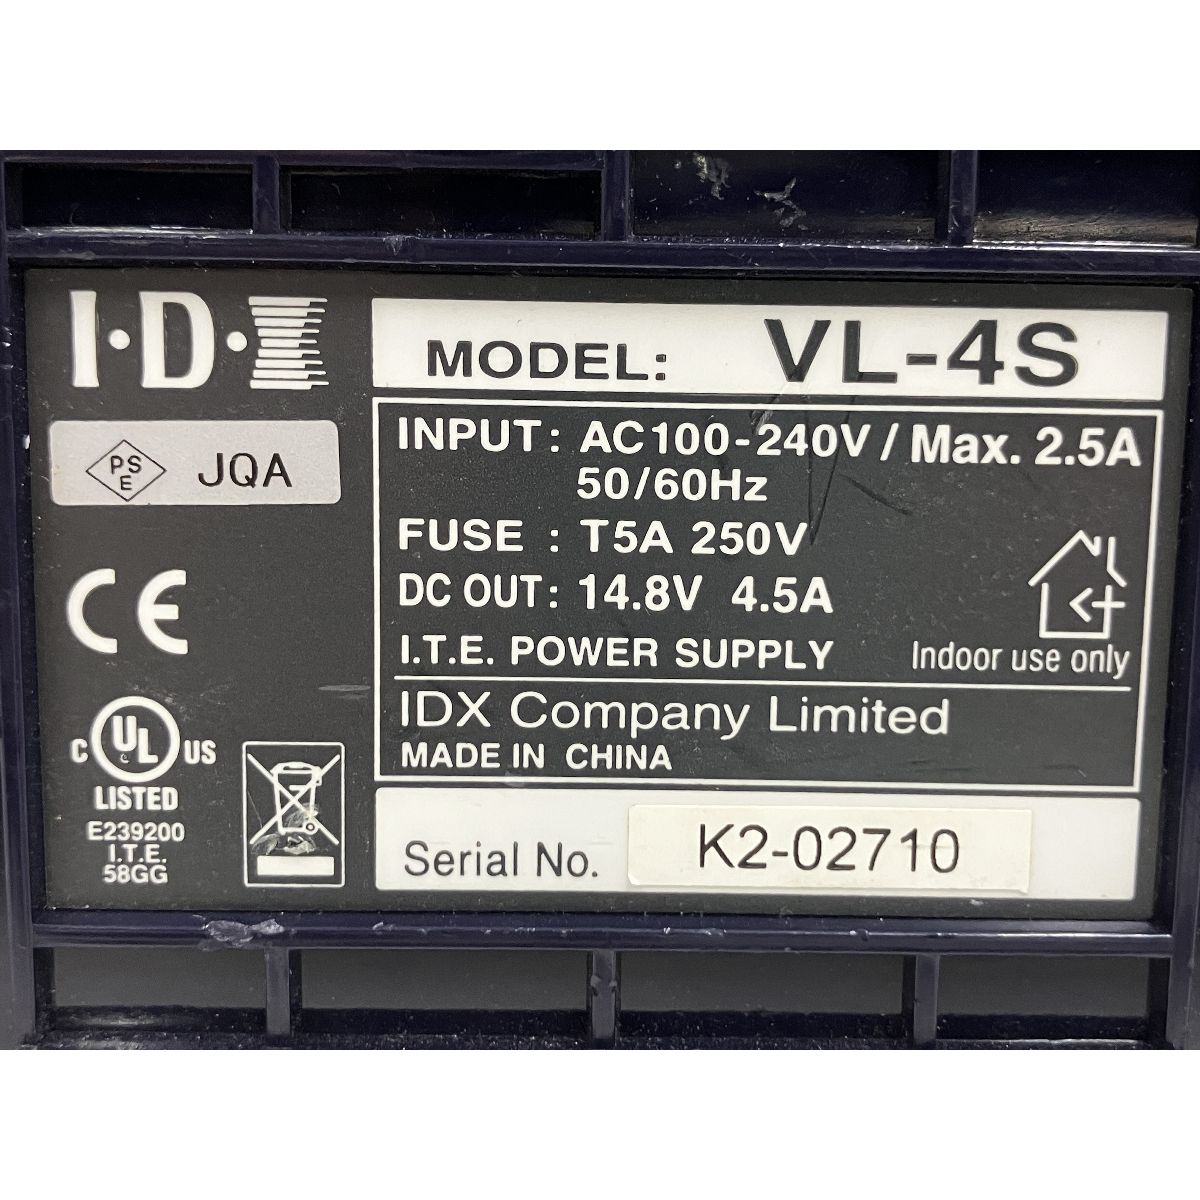 I·D·X
MODEL: VL-4S
PS
E
JQA
INPUT: AC100-240V / Max. 2.5A
50/60Hz
FUSE : T5A 250V
DC OUT: 14.8V 4.5A
I.T.E. POWER SUPPLY
Indoor use only
IDX Company Limited
MADE IN CHINA
CE
C UL US
LISTED
E239200
I.T.E.
58GG
Serial No. K2-02710